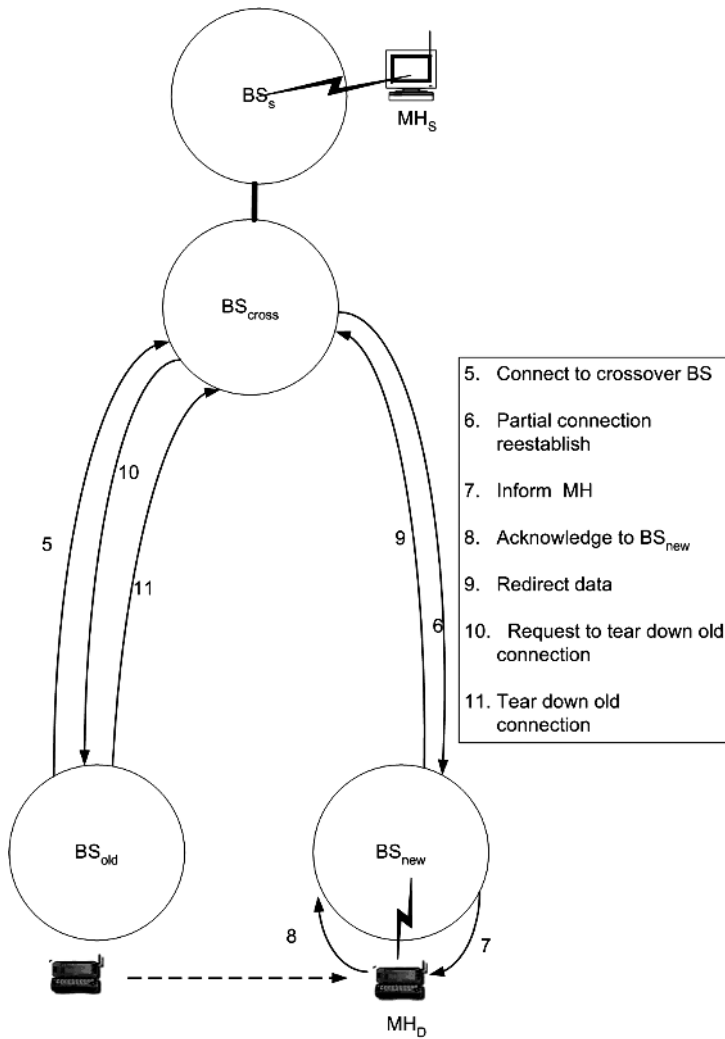 BSs
MHS
BScross
5. Connect to crossover BS
6. Partial connection
reestablish
7. Inform MH
8. Acknowledge to BSnew
9. Redirect data
10. Request to tear down old
connection
11. Tear down old
connection
10
5
11
9
6
BSold
BSnew
8
7
MHD